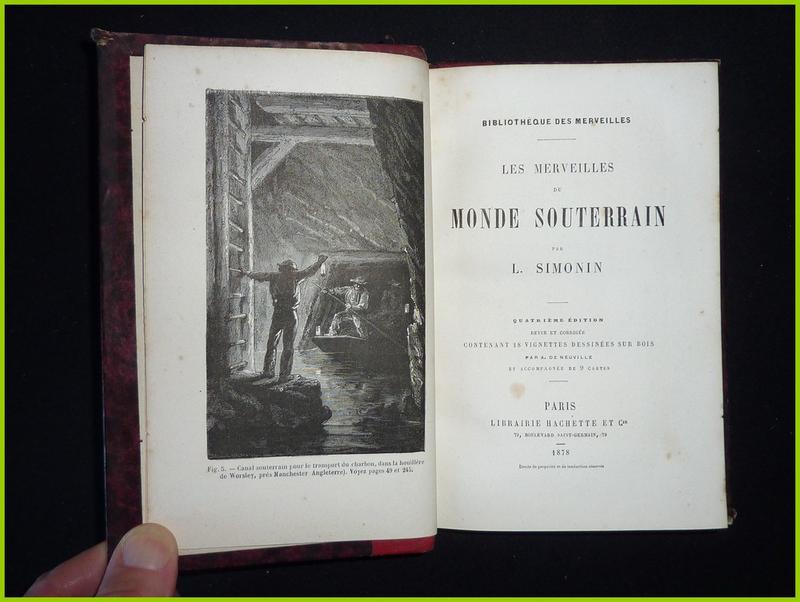 Fig. 5. — Canal souterrain pour le transport du charbon, dans la houillère
de Worsley, près Manchester Angleterre). Voyez pages 49 et 245.
BIBLIOTHÈQUE DES MERVEILLES
LES MERVEILLES
DU
MONDE SOUTERRAIN
PAR
L. SIMONIN
QUATRIÈME ÉDITION
REVUE ET CORRIGÉE
CONTENANT 18 VIGNETTES DESSINÉES SUR BOIS
PAR A. DE NEUVILLE
ET ACCOMPAGNÉE DE 9 CARTES
PARIS
LIBRAIRIE HACHETTE ET Cie
79, BOULEVARD SAINT-GERMAIN, 79
1878
Droits de propriété et de traduction réservés